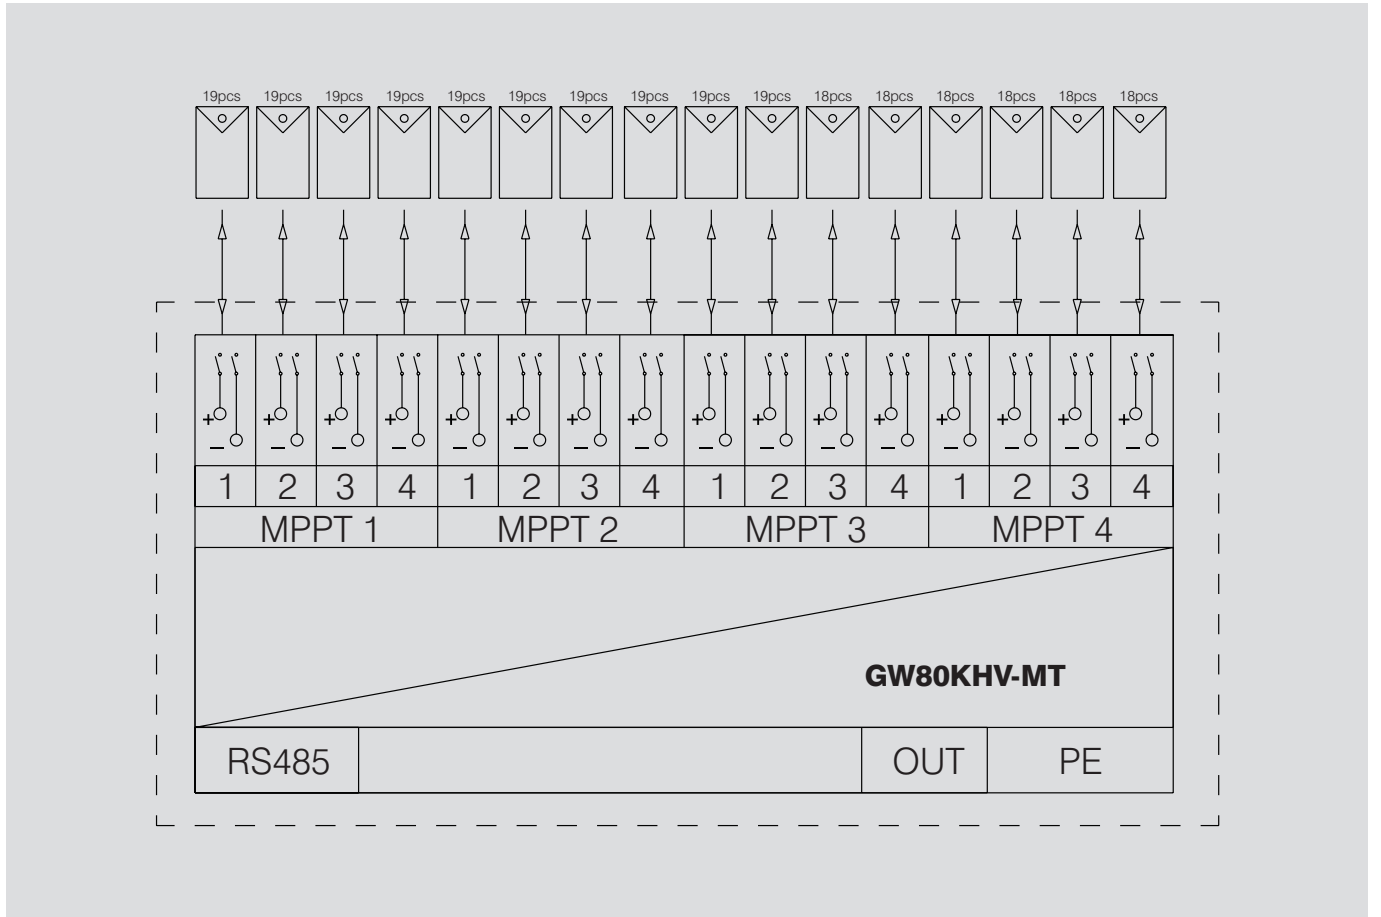 19pcs 19pcs 19pcs 19pcs 19pcs 19pcs 19pcs 19pcs 19pcs 19pcs 18pcs 18pcs 18pcs 18pcs 18pcs 18pcs
+ + + + + + + + + + + + + + + +
− − − − − − − − − − − − − − − −
1 2 3 4 1 2 3 4 1 2 3 4 1 2 3 4
MPPT 1 MPPT 2 MPPT 3 MPPT 4
GW80KHV-MT
RS485 OUT PE